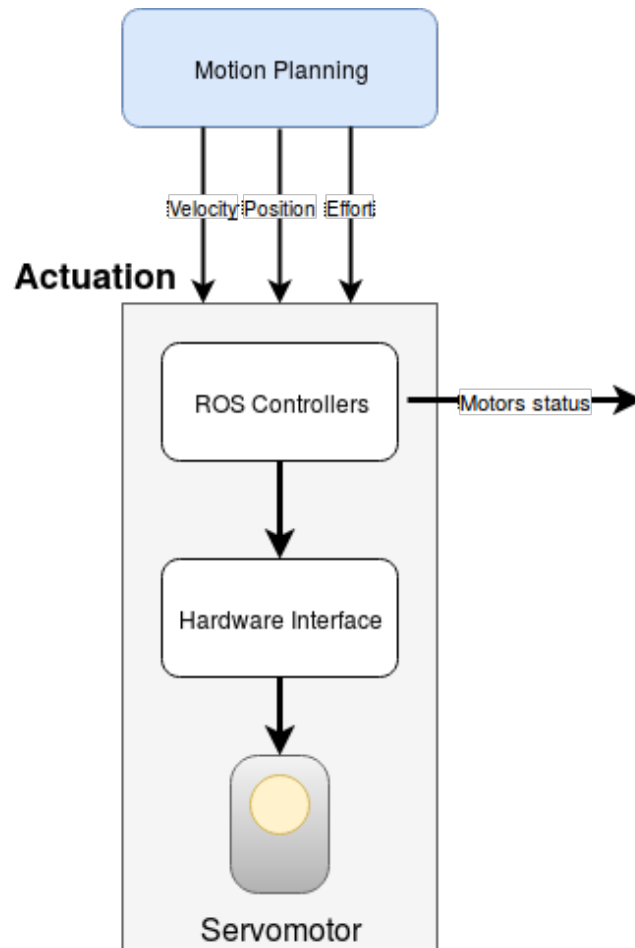 Motion Planning
Velocity Position Effort
Actuation
ROS Controllers
Motors status
Hardware Interface
Servomotor